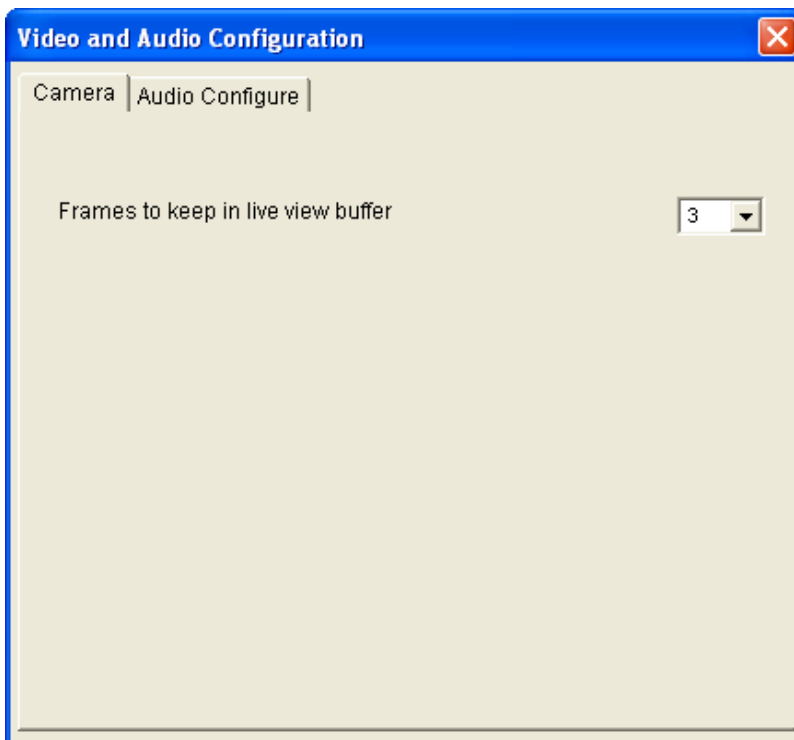 Video and Audio Configuration
Camera
Audio Configure
Frames to keep in live view buffer
3